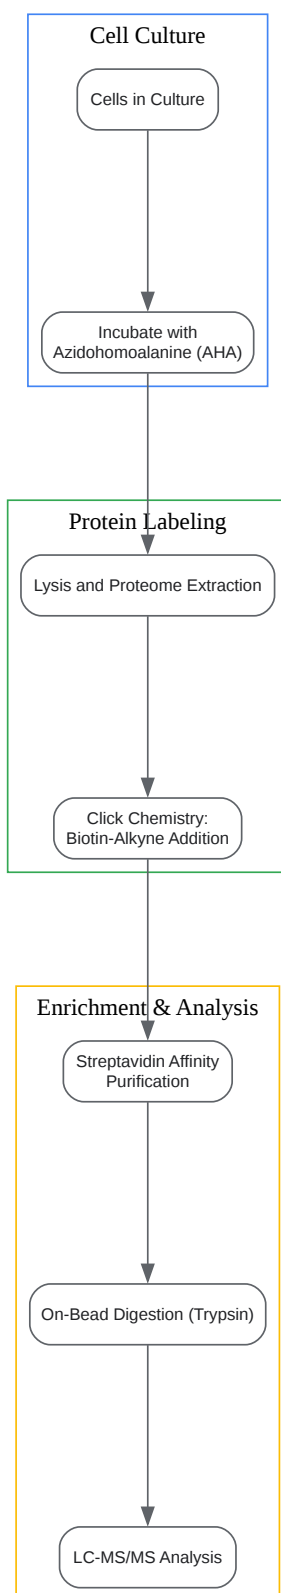 Cell Culture
Cells in Culture
Incubate with
Azidohomoalanine (AHA)
Protein Labeling
Lysis and Proteome Extraction
Click Chemistry:
Biotin-Alkyne Addition
Enrichment & Analysis
Streptavidin Affinity
Purification
On-Bead Digestion (Trypsin)
LC-MS/MS Analysis